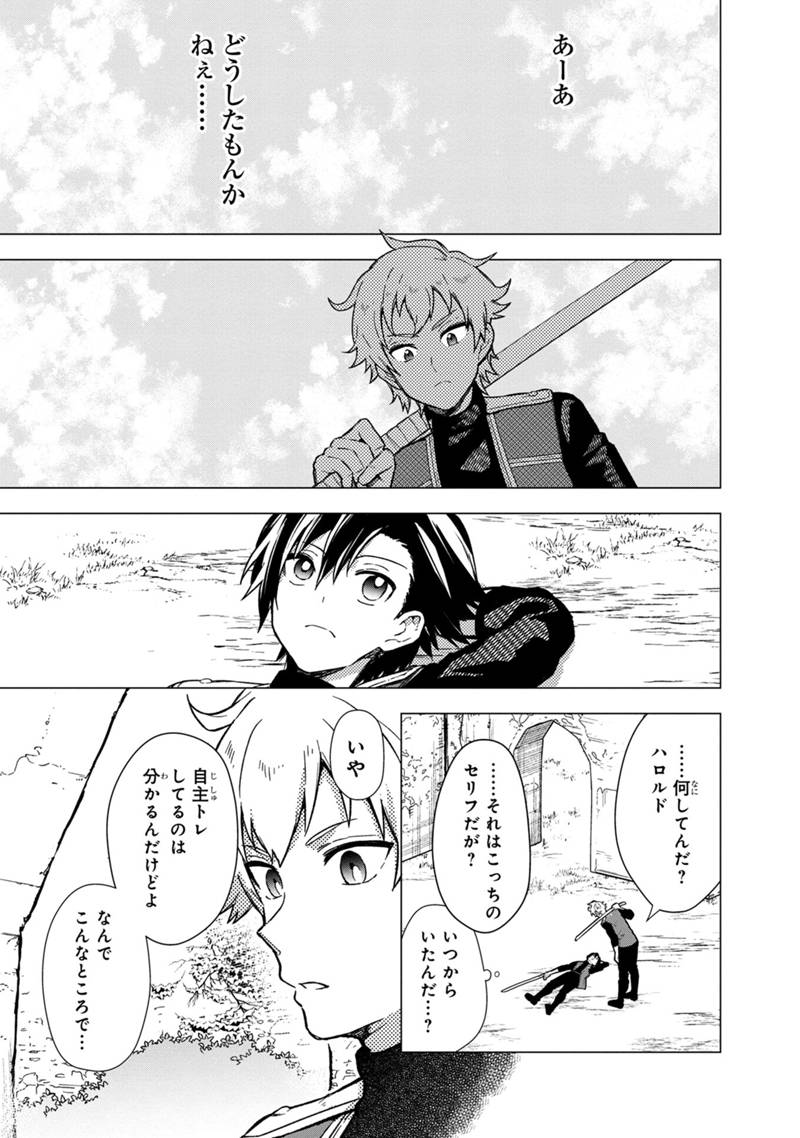 あーあ
どうしたもんか
ねぇ……
……何してんだ?
ハロルド
……それはこっちの
セリフだが?
いつから
いたんだ…?
いや
自主トレ
してるのは
分かるんだけどよ
なんで
こんなところで…